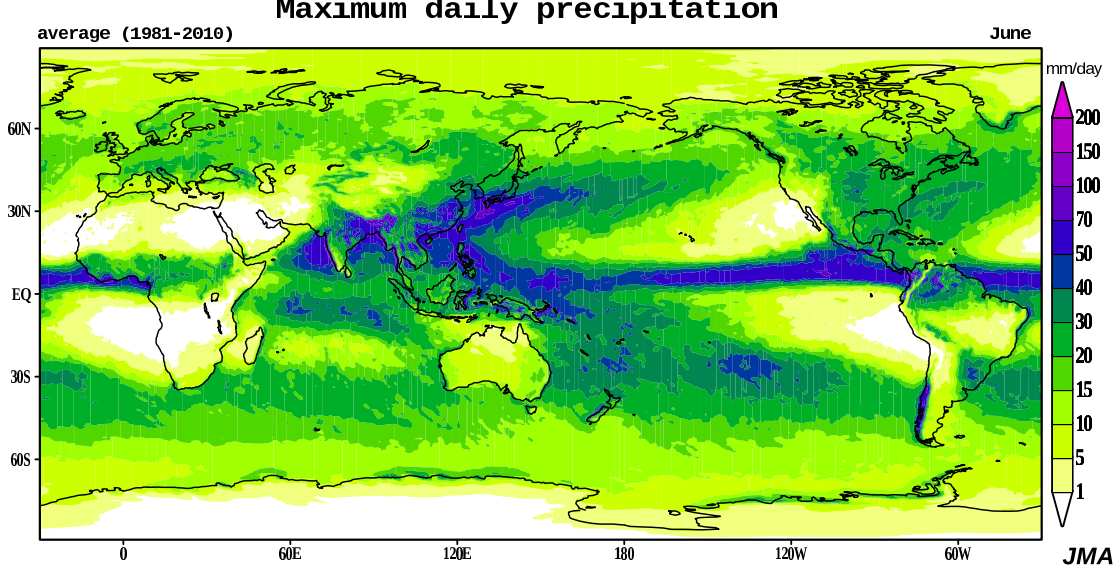 Maximum daily precipitation
average (1981-2010) June
mm/day
200
150
100
70
50
40
30
20
15
10
5
1
60N
30N
EQ
30S
60S
0 60E 120E 180 120W 60W
JMA